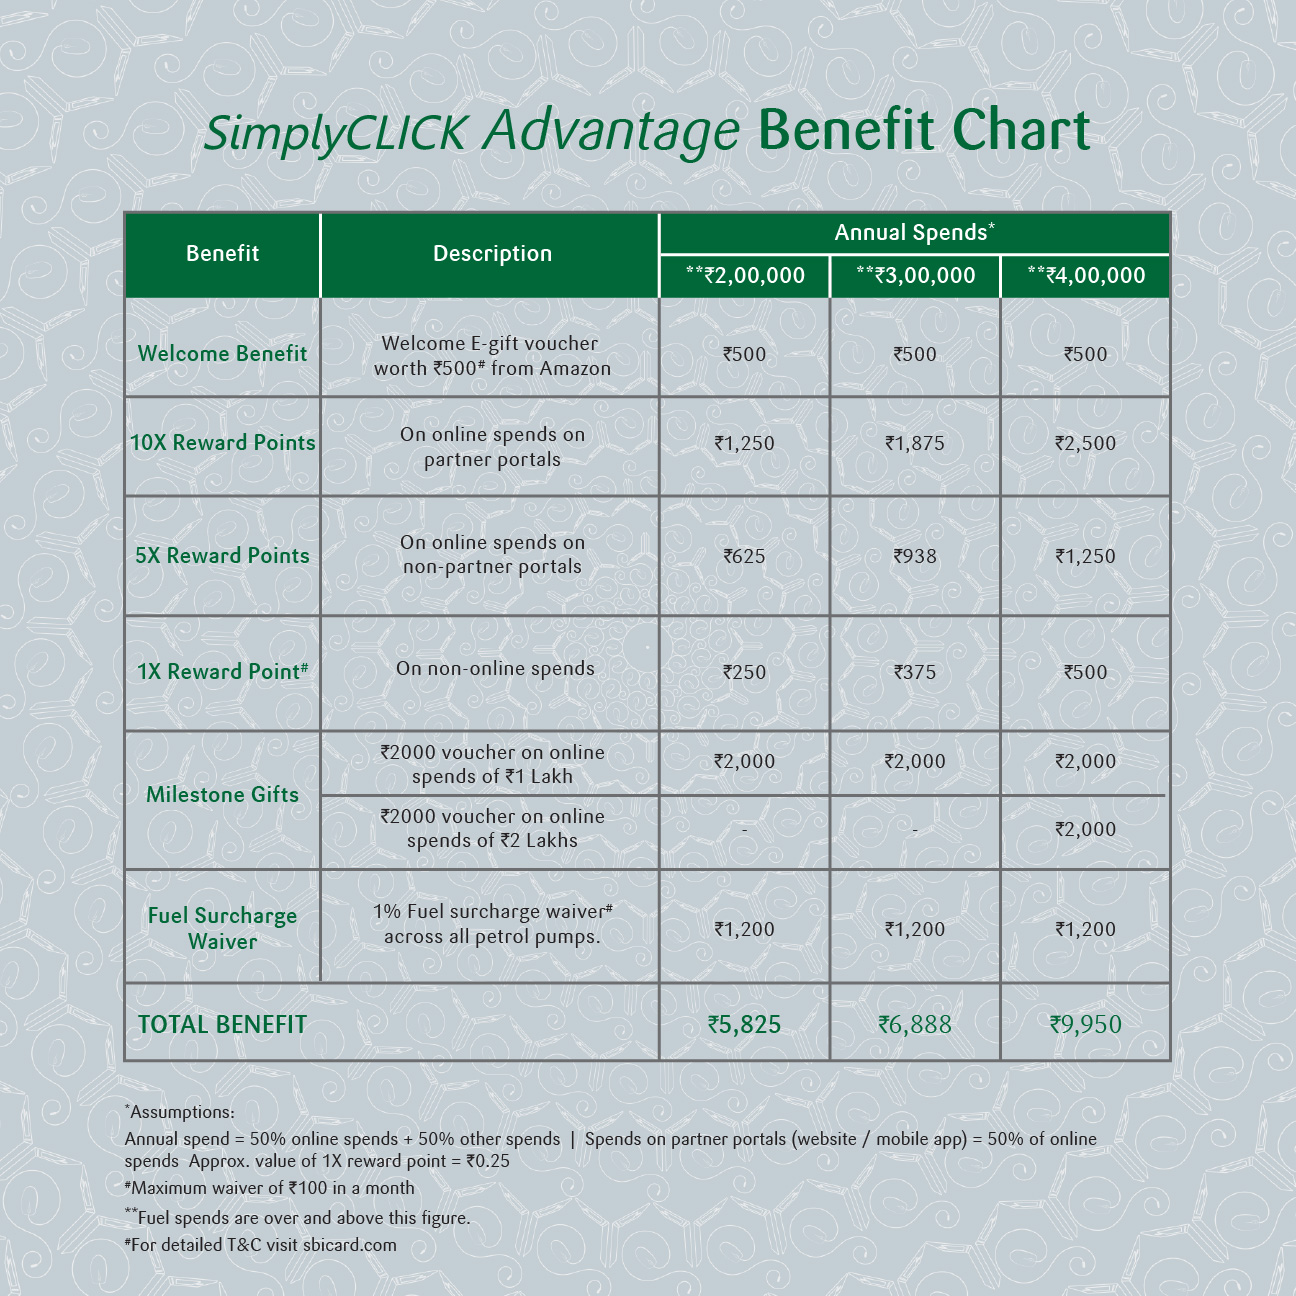 SimplyCLICK Advantage Benefit Chart
Benefit
Description
Annual Spends*
**₹2,00,000
**₹3,00,000
**₹4,00,000
Welcome Benefit
Welcome E-gift voucher
worth ₹500# from Amazon
₹500
₹500
₹500
10X Reward Points
On online spends on
partner portals
₹1,250
₹1,875
₹2,500
5X Reward Points
On online spends on
non-partner portals
₹625
₹938
₹1,250
1X Reward Point#
On non-online spends
₹250
₹375
₹500
Milestone Gifts
₹2000 voucher on online
spends of ₹1 Lakh
₹2,000
₹2,000
₹2,000
₹2000 voucher on online
spends of ₹2 Lakhs
-
-
₹2,000
Fuel Surcharge
Waiver
1% Fuel surcharge waiver#
across all petrol pumps.
₹1,200
₹1,200
₹1,200
TOTAL BENEFIT
₹5,825
₹6,888
₹9,950
*Assumptions:
Annual spend = 50% online spends + 50% other spends | Spends on partner portals (website / mobile app) = 50% of online
spends Approx. value of 1X reward point = ₹0.25
#Maximum waiver of ₹100 in a month
**Fuel spends are over and above this figure.
#For detailed T&C visit sbicard.com